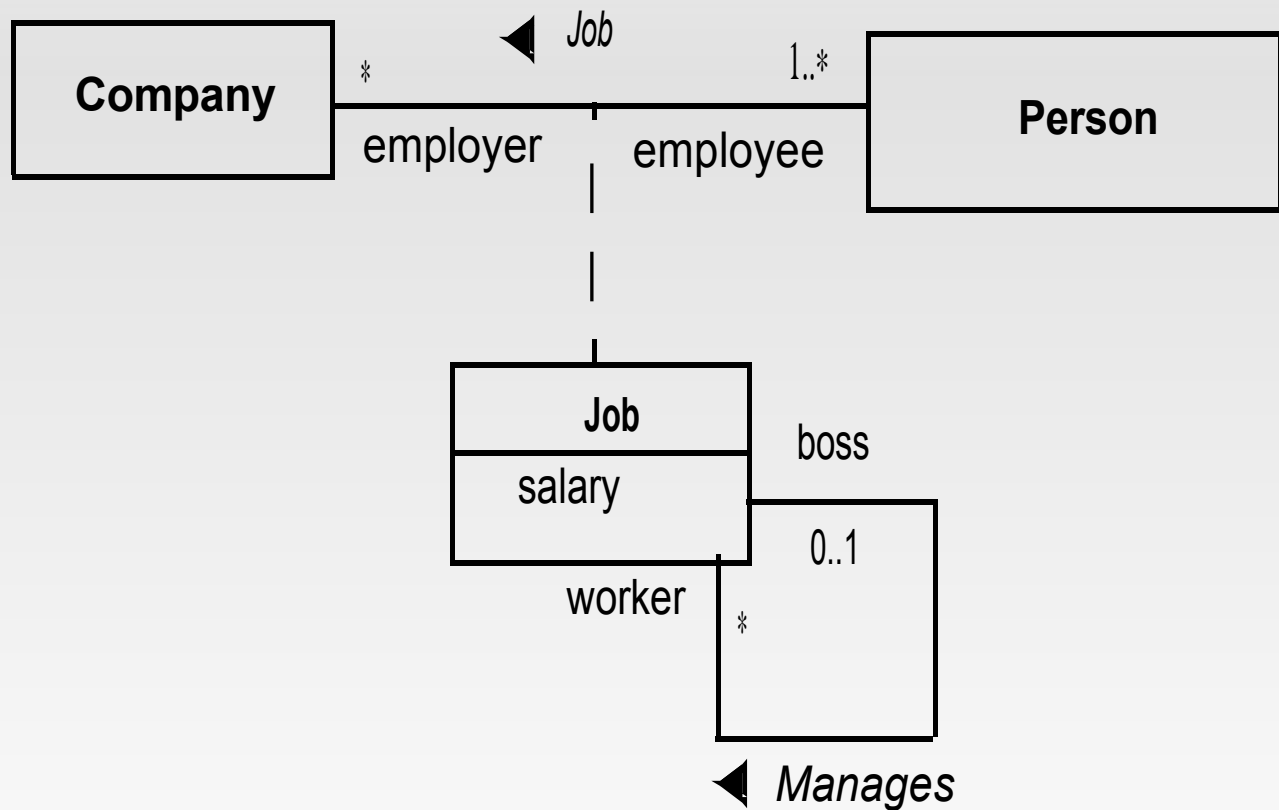 Job
* 1..*
Company Person
employer employee
Job
boss
salary
0..1
worker
*
Manages